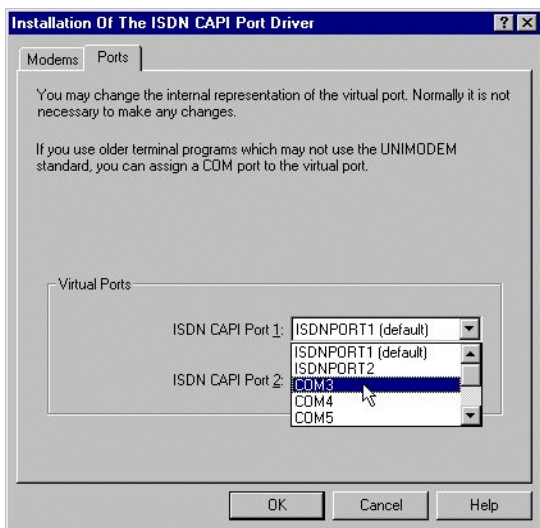 Installation Of The ISDN CAPI Port Driver
Modems Ports
You may change the internal representation of the virtual port. Normally it is not
necessary to make any changes.
If you use older terminal programs which may not use the UNIMODEM
standard, you can assign a COM port to the virtual port.
Virtual Ports
ISDN CAPI Port 1: ISDNPORT1 (default)
ISDNPORT1 (default)
ISDNPORT2
ISDN CAPI Port 2: COM3
COM4
COM5
OK Cancel Help